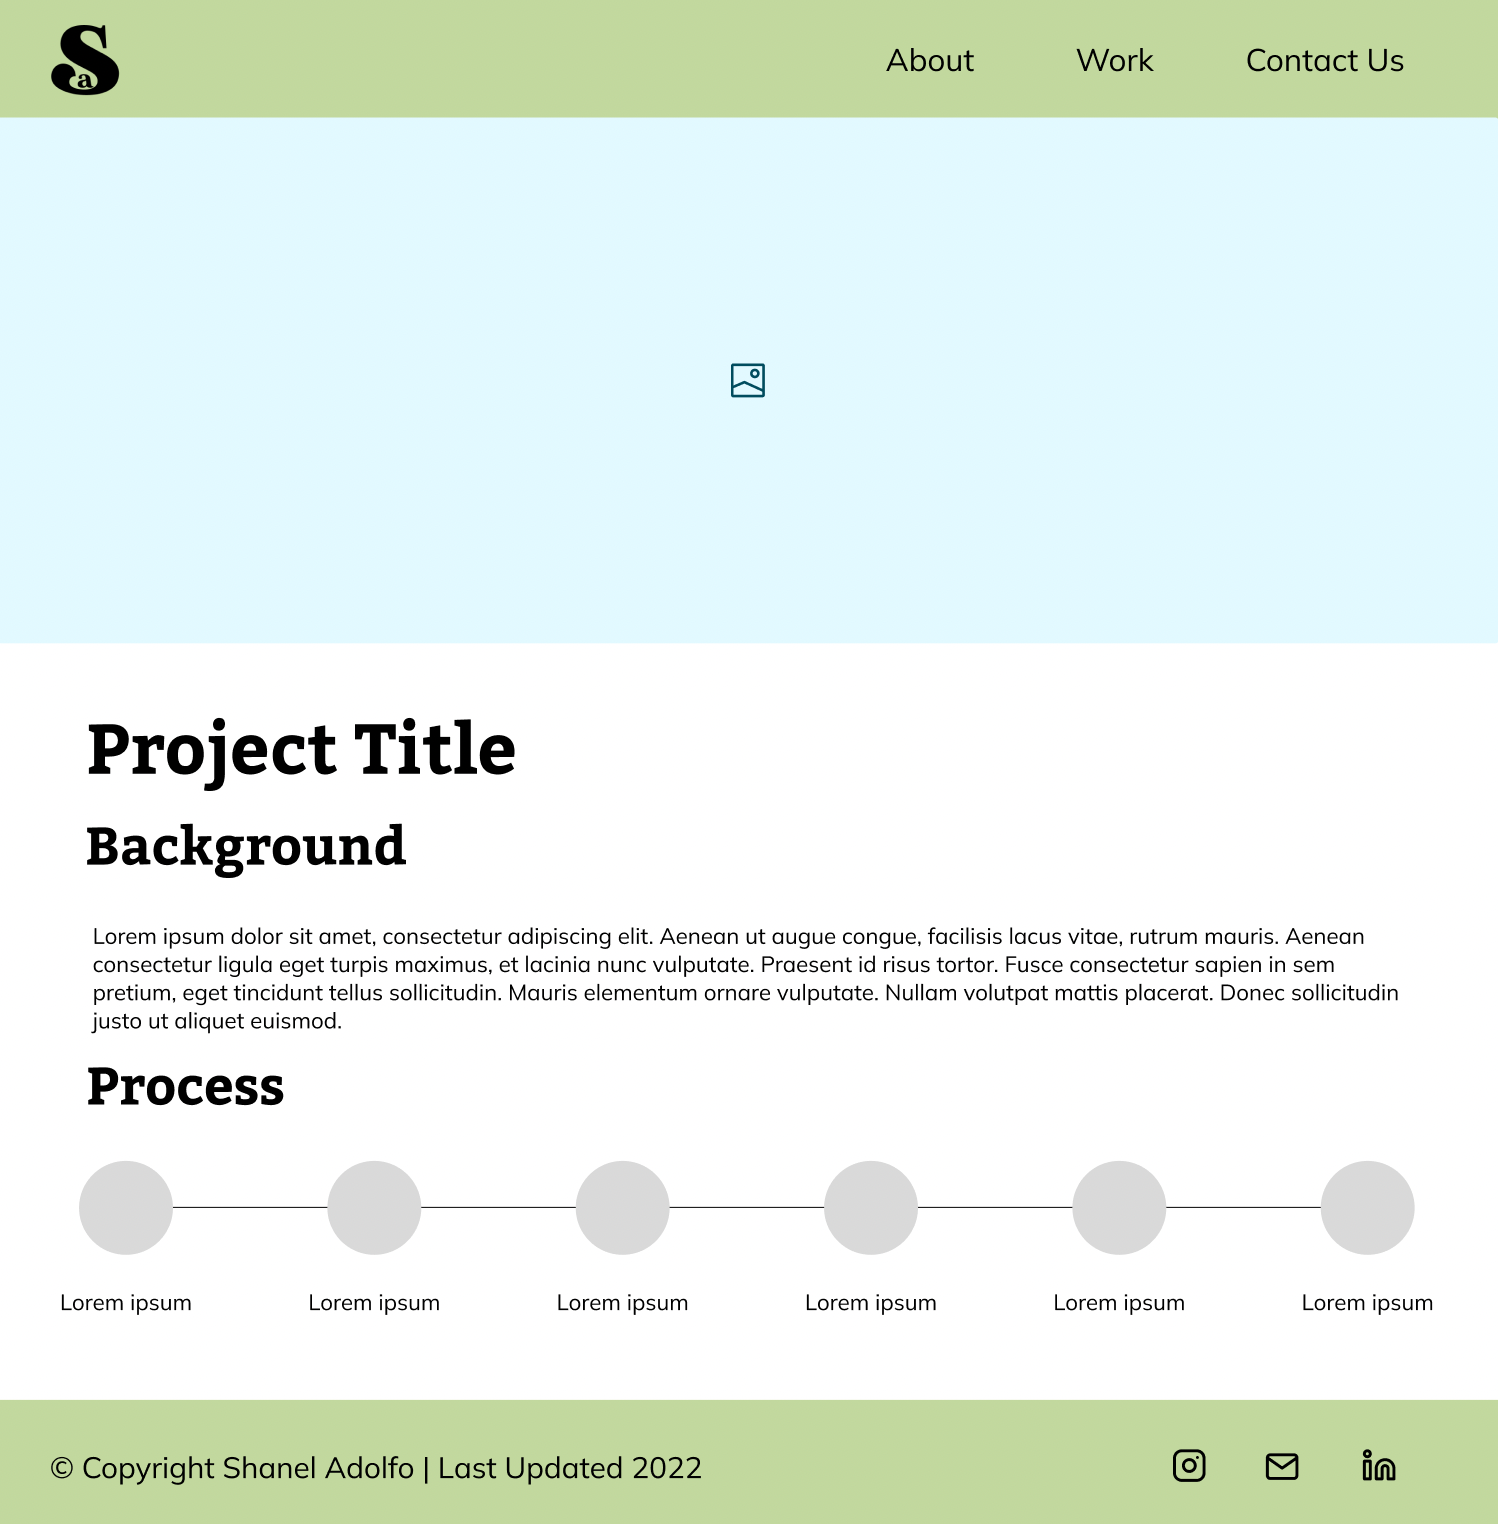 Sa
About Work Contact Us
Project Title
Background
Lorem ipsum dolor sit amet, consectetur adipiscing elit. Aenean ut augue congue, facilisis lacus vitae, rutrum mauris. Aenean
consectetur ligula eget turpis maximus, et lacinia nunc vulputate. Praesent id risus tortor. Fusce consectetur sapien in sem
pretium, eget tincidunt tellus sollicitudin. Mauris elementum ornare vulputate. Nullam volutpat mattis placerat. Donec sollicitudin
justo ut aliquet euismod.
Process
Lorem ipsum Lorem ipsum Lorem ipsum Lorem ipsum Lorem ipsum Lorem ipsum
© Copyright Shanel Adolfo | Last Updated 2022 in